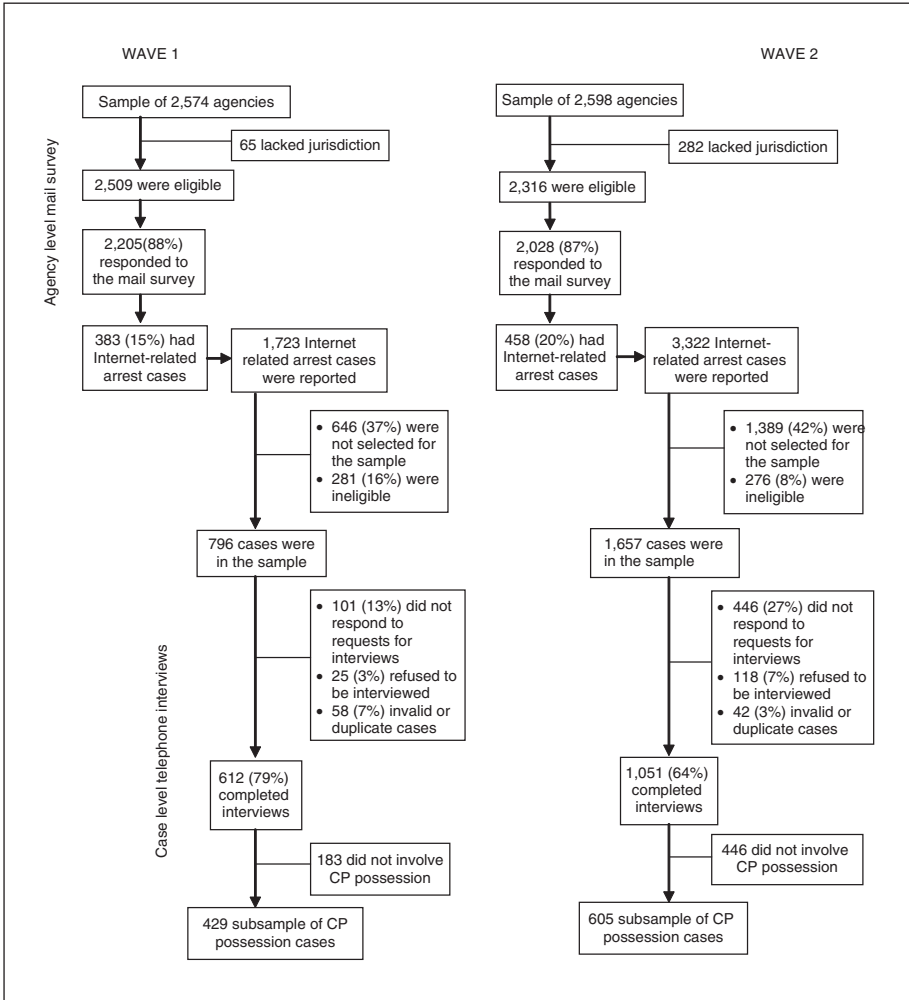 WAVE 1
Sample of 2,574 agencies
65 lacked jurisdiction
2,509 were eligible
2,205(88%)
responded to
the mail survey
383 (15%) had
Internet-related
arrest cases
1,723 Internet
related arrest cases
were reported
• 646 (37%) were
not selected for
the sample
• 281 (16%) were
ineligible
796 cases were
in the sample
• 101 (13%) did not
respond to
requests for
interviews
• 25 (3%) refused to
be interviewed
• 58 (7%) invalid or
duplicate cases
612 (79%)
completed
interviews
183 did not involve
CP possession
429 subsample of CP
possession cases
WAVE 2
Sample of 2,598 agencies
282 lacked jurisdiction
2,316 were eligible
2,028 (87%)
responded to
the mail survey
458 (20%) had
Internet-related
arrest cases
3,322 Internet-
related arrest cases
were reported
• 1,389 (42%) were
not selected for
the sample
• 276 (8%) were
ineligible
1,657 cases were
in the sample
• 446 (27%) did not
respond to
requests for
interviews
• 118 (7%) refused to
be interviewed
• 42 (3%) invalid or
duplicate cases
1,051 (64%)
completed
interviews
446 did not involve
CP possession
605 subsample of CP
possession cases
Agency level mail survey
Case level telephone interviews